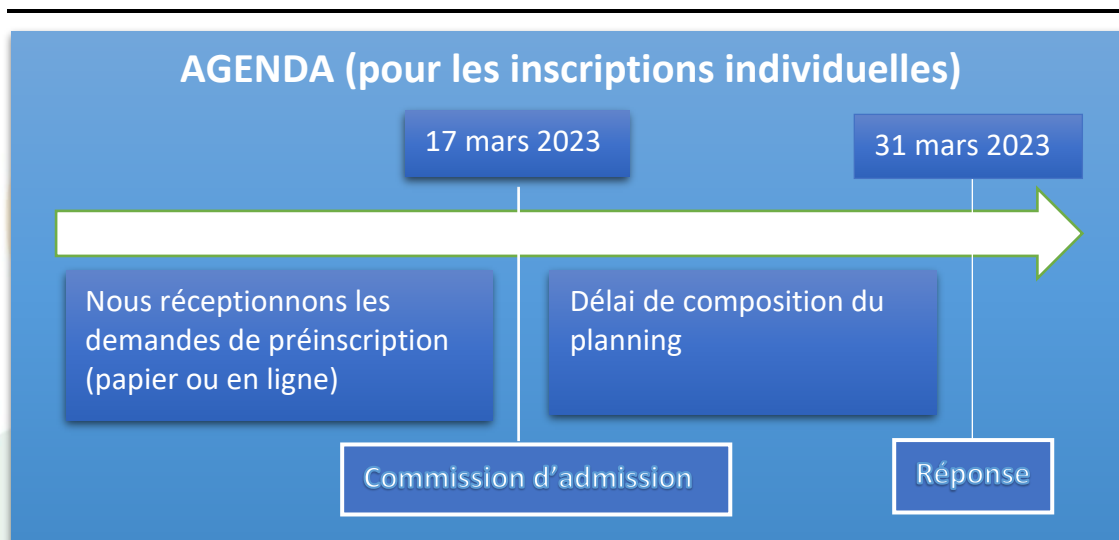 AGENDA (pour les inscriptions individuelles)
17 mars 2023
31 mars 2023
Nous réceptionnons les
demandes de préinscription
(papier ou en ligne)
Délai de composition du
planning
Commission d'admission
Réponse